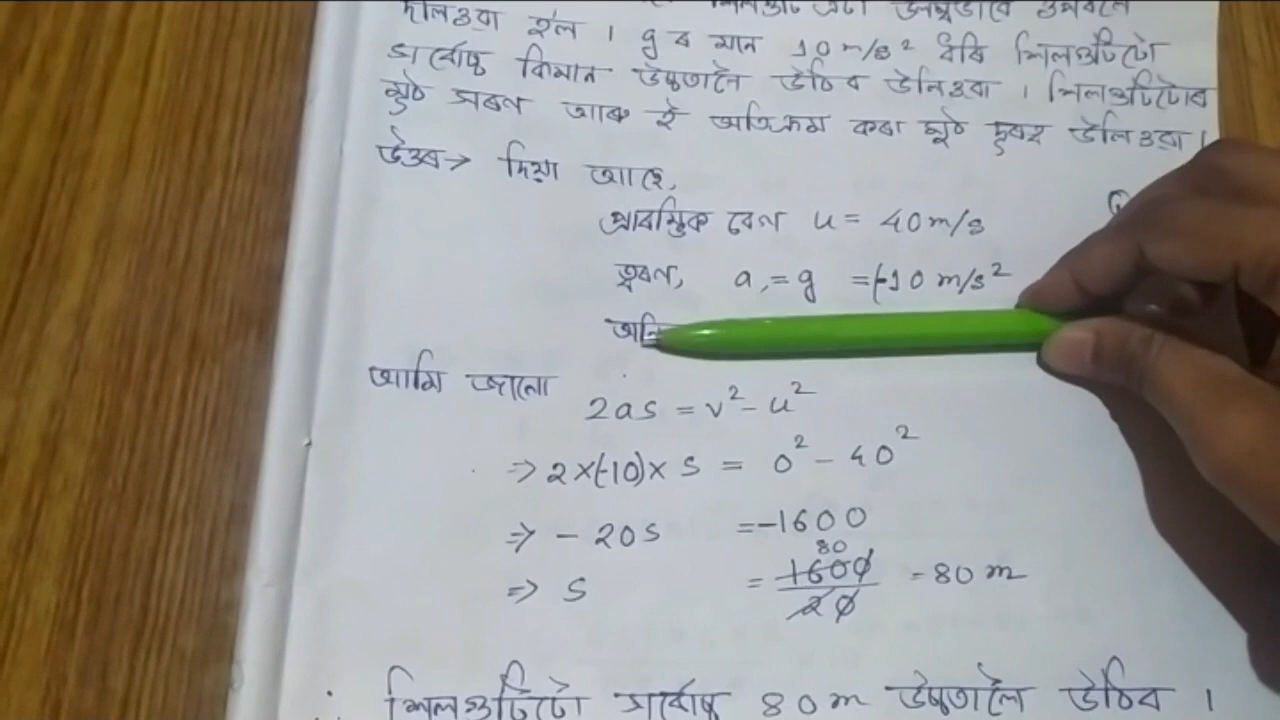 দলিওৱা হ'ল । g ৰ মান 10 m/s² ধৰি শিলগুটিটো
সৰ্বোচ্চ কিমান উচ্চতালৈ উঠিব উলিওৱা । শিলগুটিটোৰ
মুঠ সৰণ আৰু ই অতিক্ৰম কৰা মুঠ দূৰত্ব উলিওৱা ।
উত্তৰ→ দিয়া আছে,
প্ৰাৰম্ভিক বেগ u = 40 m/s
ত্বৰণ, a, = g = (-10 m/s²
আমি জানো
2as = v² - u²
⇒ 2×(-10)× s = 0² - 40²
⇒ - 20s = -1600
80
⇒ s = 1600/20 = 80 m
∴ শিলগুটিটো সৰ্বোচ্চ 80 m উচ্চতালৈ উঠিব ।